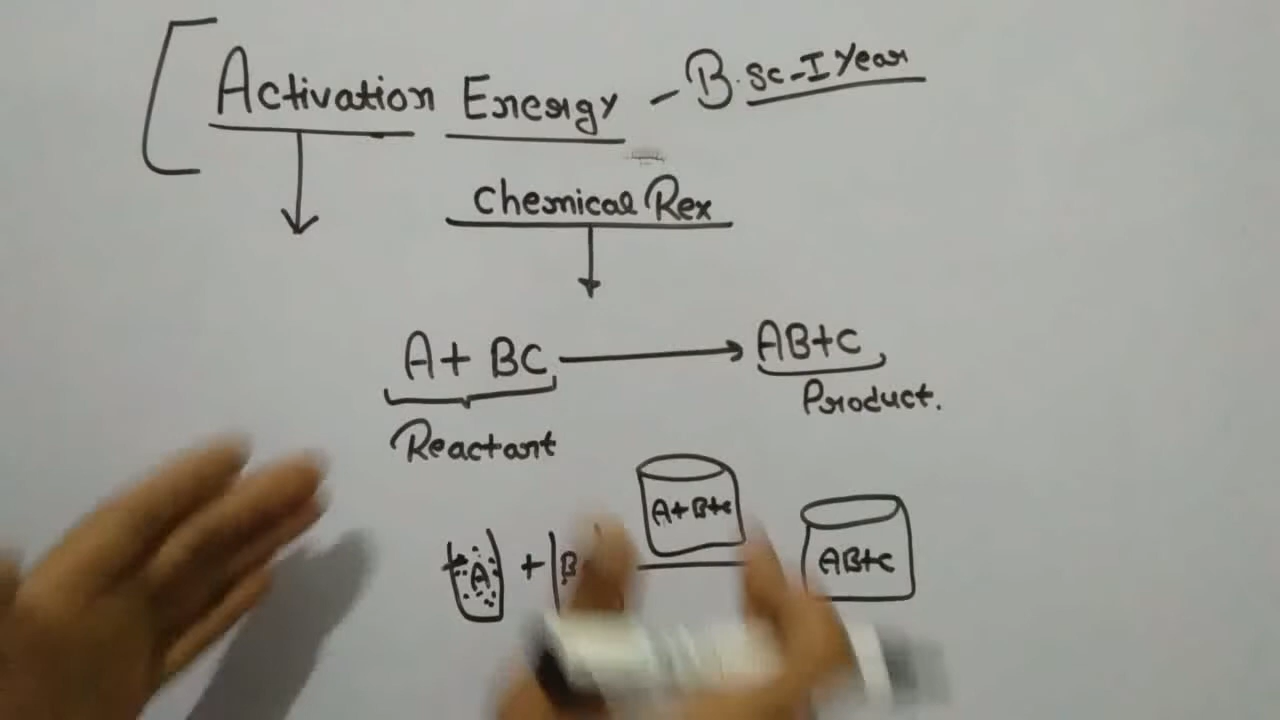 Activation Energy - B.Sc-I Year
Chemical Rex
A + BC → AB+C
Reactant
Product.
A + B
A+B+c
AB+c